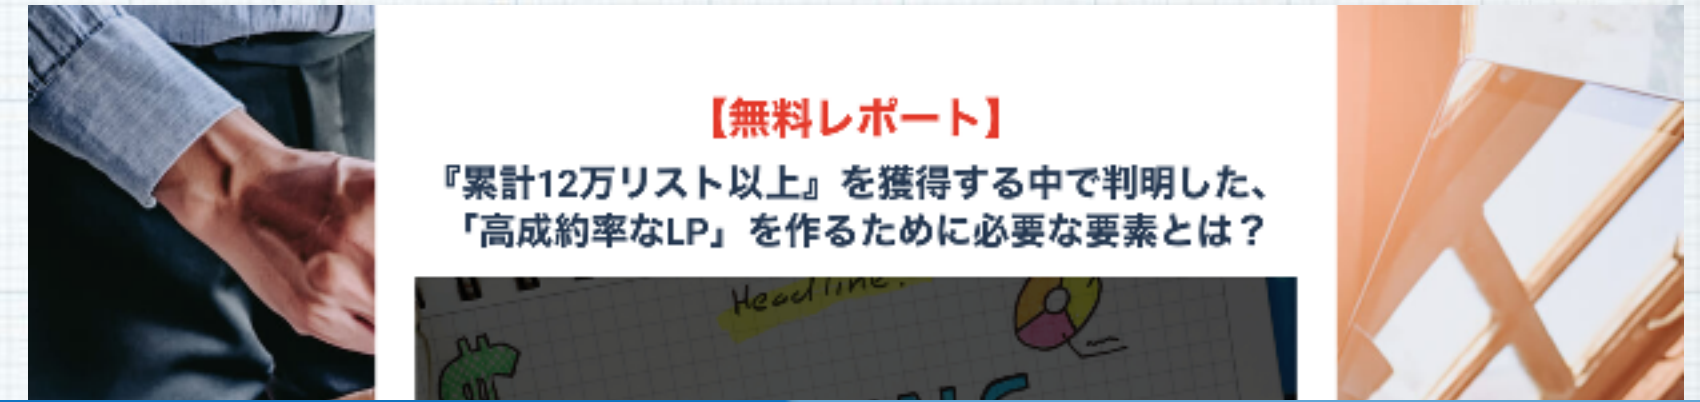 【無料レポート】
『累計12万リスト以上』を獲得する中で判明した、
「高成約率なLP」を作るために必要な要素とは？
Headline: